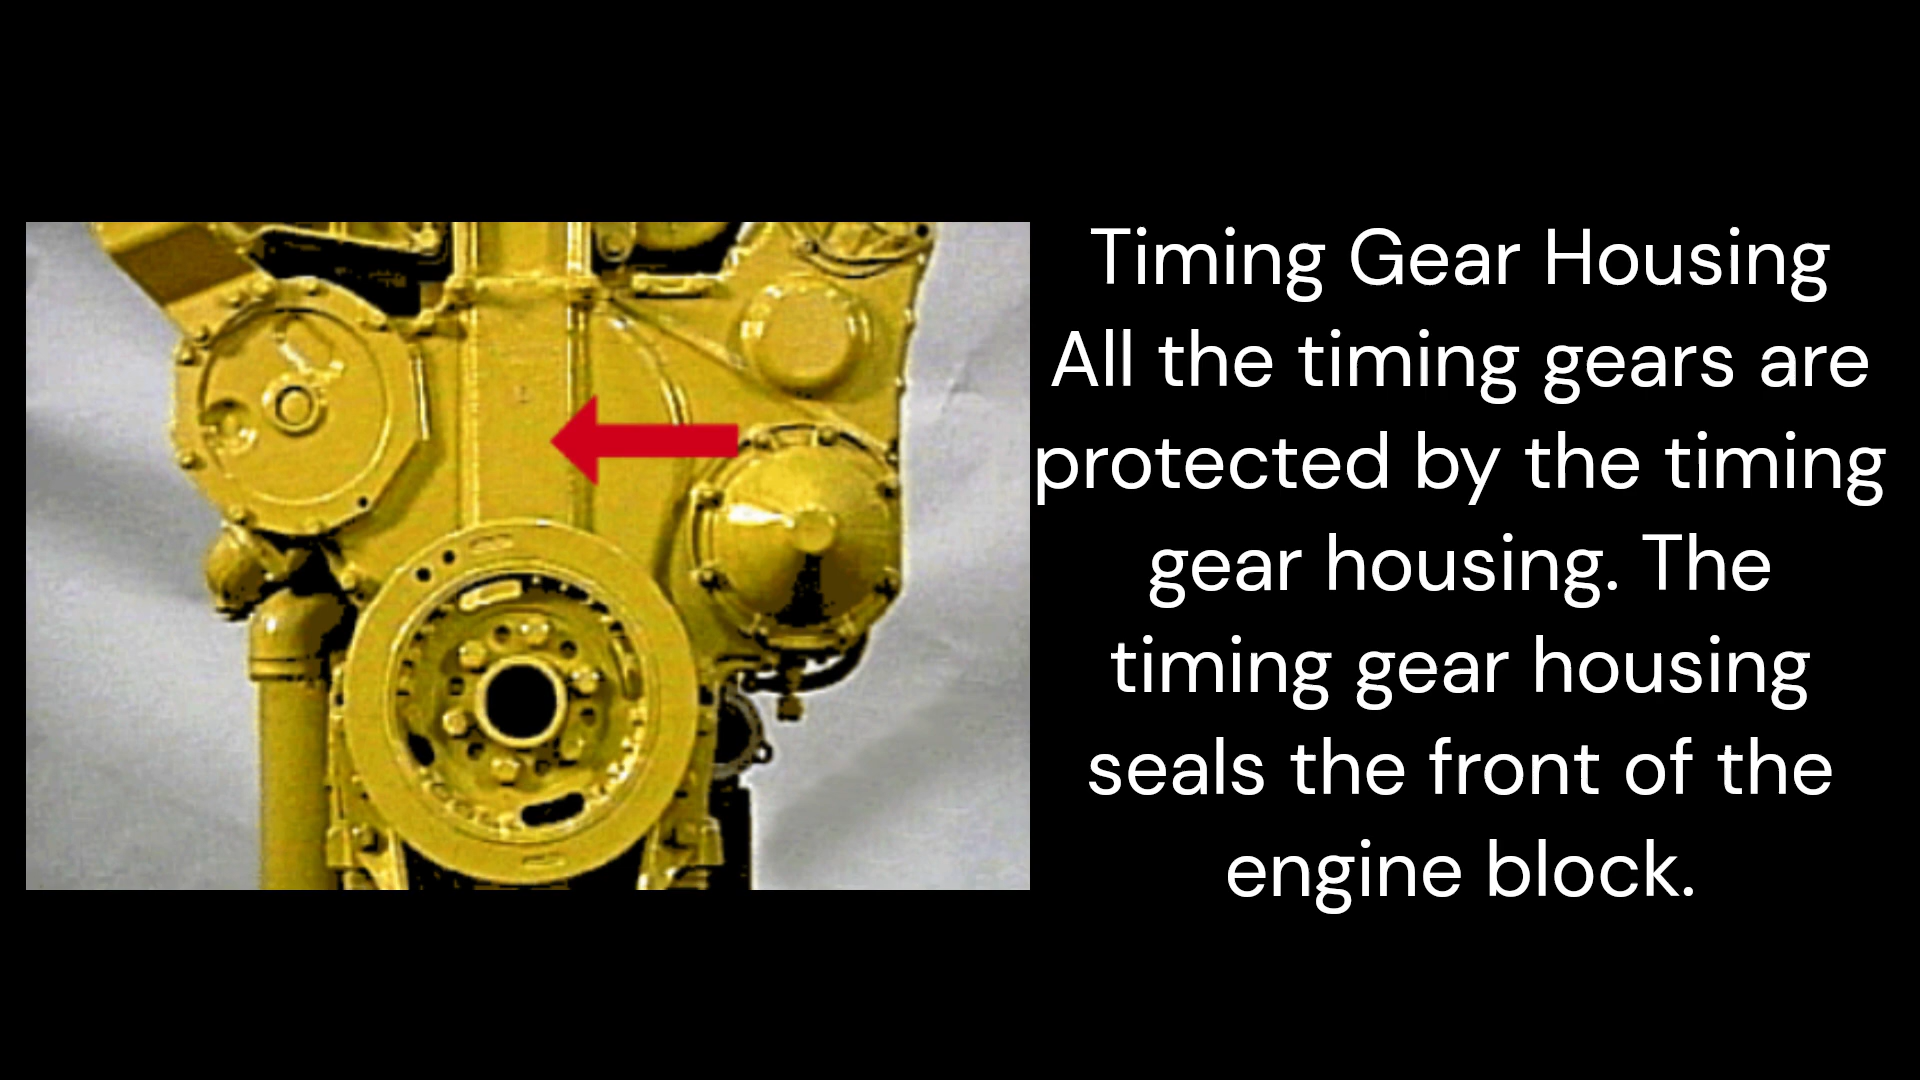 Timing Gear Housing
All the timing gears are
protected by the timing
gear housing. The
timing gear housing
seals the front of the
engine block.